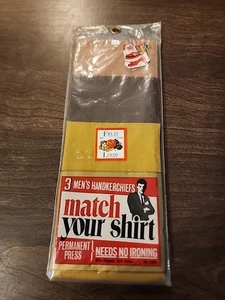 FRUIT
LOOM
3 MEN'S HANDKERCHIEFS
match
your shirt
PERMANENT
PRESS
NEEDS NO IRONING